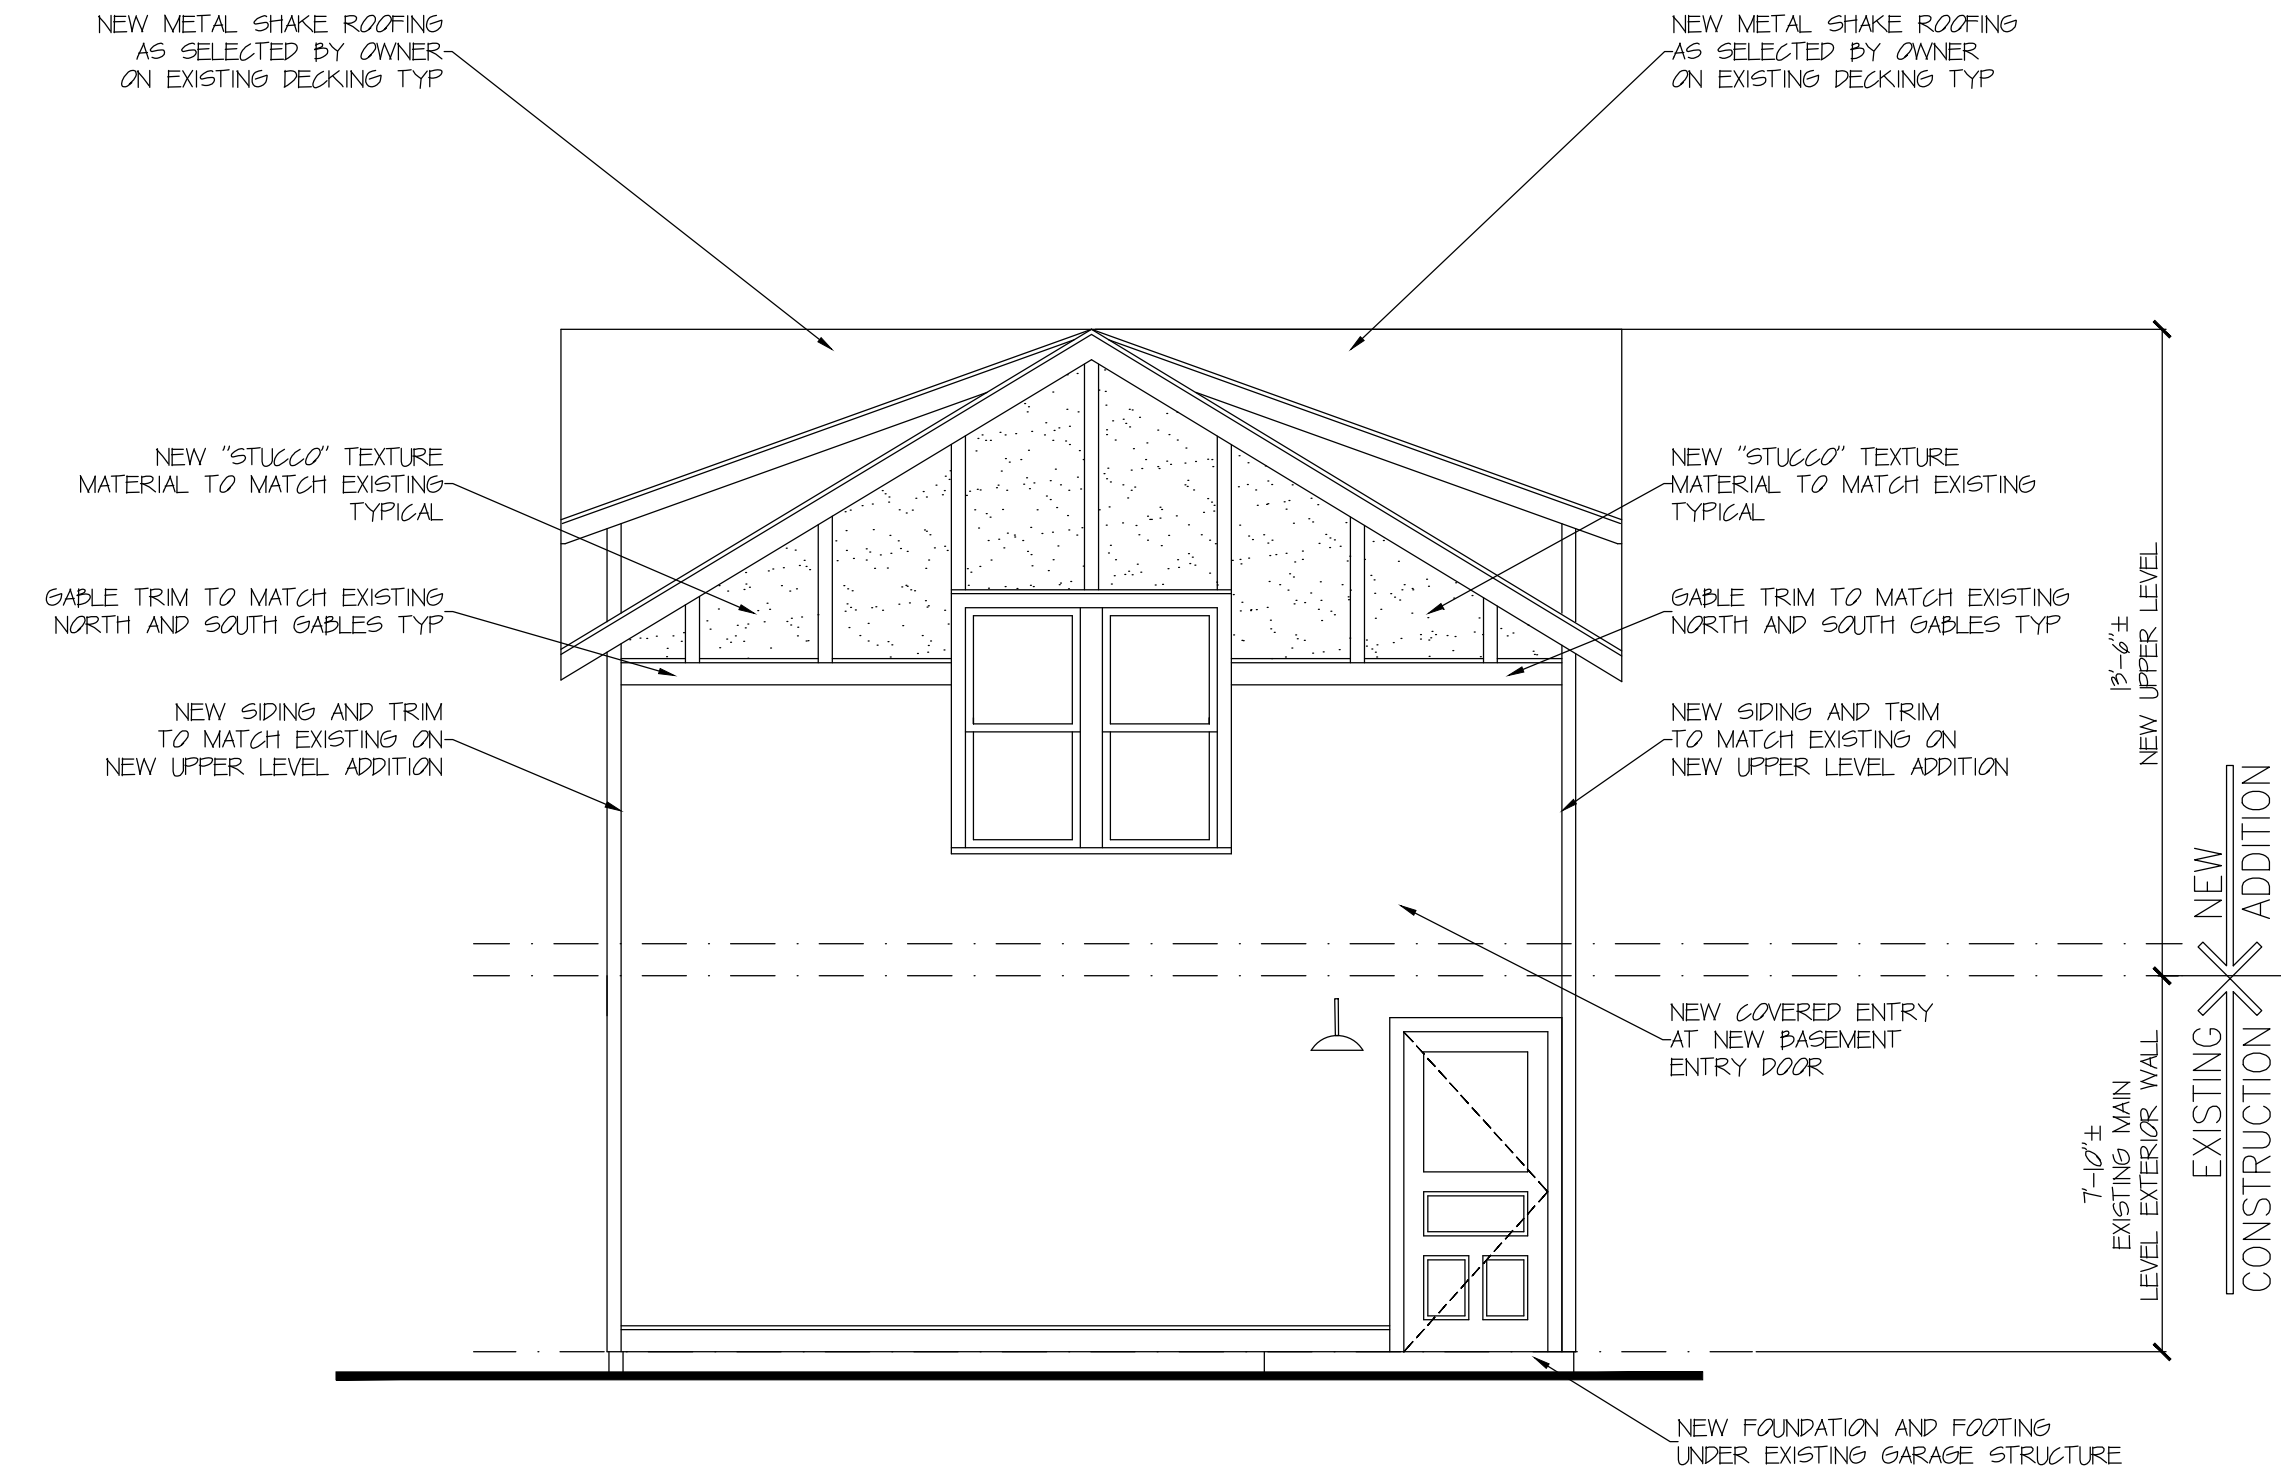 NEW METAL SHAKE ROOFING
AS SELECTED BY OWNER
ON EXISTING DECKING TYP
NEW METAL SHAKE ROOFING
AS SELECTED BY OWNER
ON EXISTING DECKING TYP
NEW "STUCCO" TEXTURE
MATERIAL TO MATCH EXISTING
TYPICAL
NEW "STUCCO" TEXTURE
MATERIAL TO MATCH EXISTING
TYPICAL
GABLE TRIM TO MATCH EXISTING
NORTH AND SOUTH GABLES TYP
GABLE TRIM TO MATCH EXISTING
NORTH AND SOUTH GABLES TYP
NEW SIDING AND TRIM
TO MATCH EXISTING ON
NEW UPPER LEVEL ADDITION
NEW SIDING AND TRIM
TO MATCH EXISTING ON
NEW UPPER LEVEL ADDITION
13'-6"±
NEW UPPER LEVEL
NEW
ADDITION
NEW COVERED ENTRY
AT NEW BASEMENT
ENTRY DOOR
7'-10"±
EXISTING MAIN
LEVEL EXTERIOR WALL
EXISTING
CONSTRUCTION
NEW FOUNDATION AND FOOTING
UNDER EXISTING GARAGE STRUCTURE